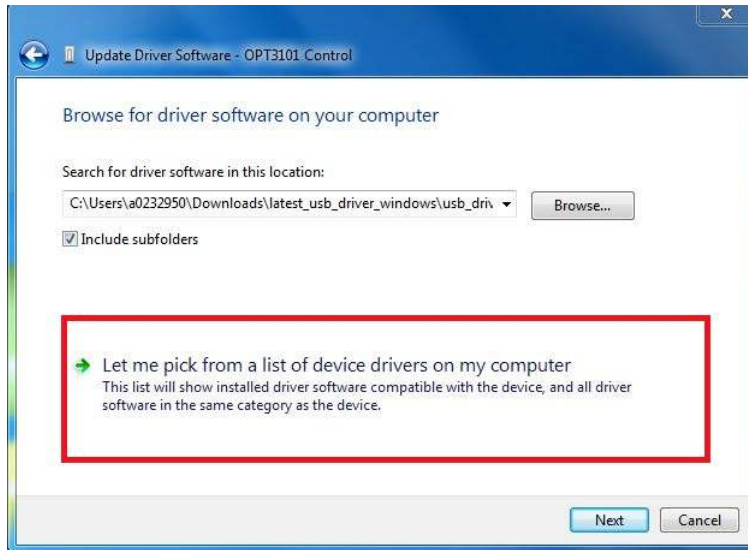 x
Update Driver Software - OPT3101 Control
Browse for driver software on your computer
Search for driver software in this location:
C:\Users\a0232950\Downloads\latest_usb_driver_windows\usb_driv
Browse...
Include subfolders
Let me pick from a list of device drivers on my computer
This list will show installed driver software compatible with the device, and all driver
software in the same category as the device.
Next
Cancel